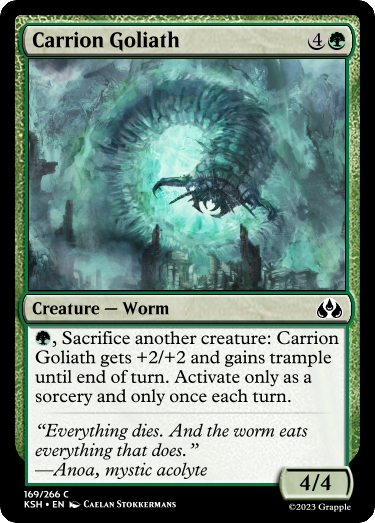 Carrion Goliath 4
Creature — Worm
, Sacrifice another creature: Carrion
Goliath gets +2/+2 and gains trample
until end of turn. Activate only as a
sorcery and only once each turn.
“Everything dies. And the worm eats
everything that does.”
—Anoa, mystic acolyte
4/4
169/266 C
KSH • EN Caelan Stokkermans
©2023 Grapple